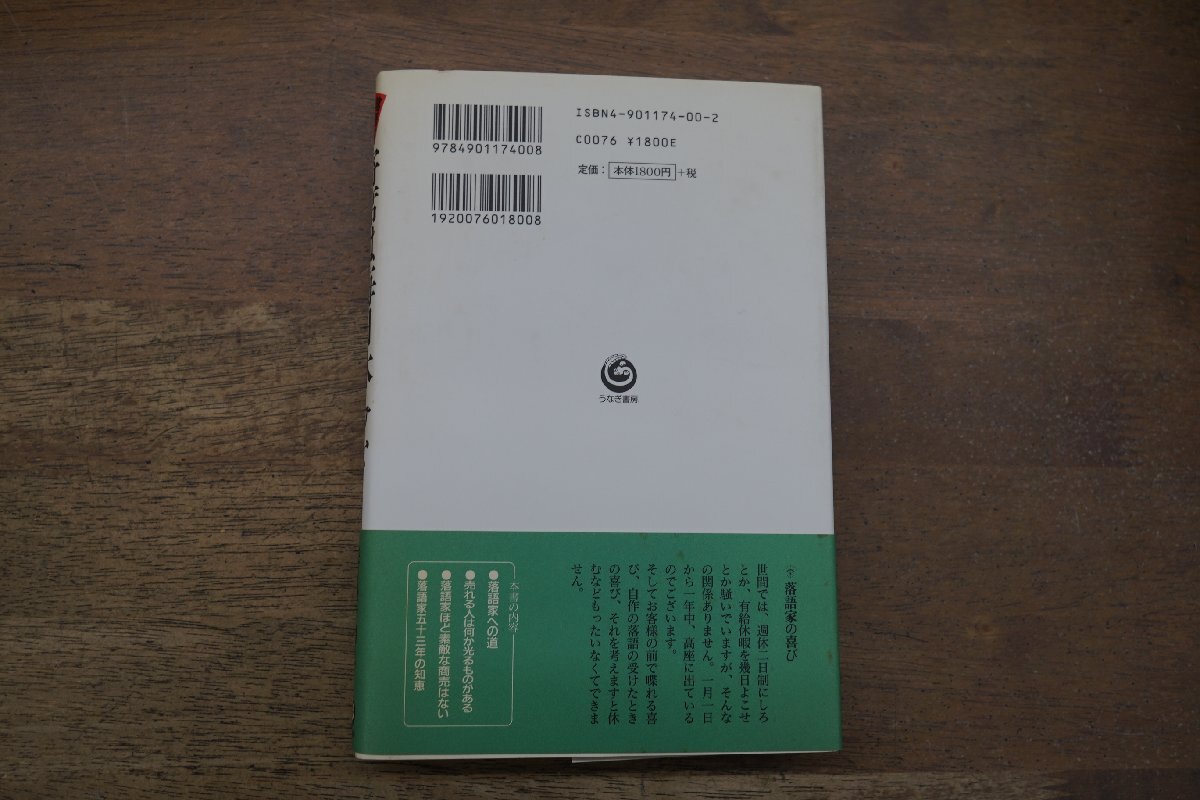 ISBN4-901174-00-2
C0076 ¥1800E
定価：本体1800円+税
9784901174008
1920076018008
うなぎ書房
落語家の喜び
世間では、週休二日制にしろ
とか、有給休暇を幾日よこせ
とか騒いでいますが、そんな
の関係ありません。一月一日
から一年中、高座に出ている
のでございます。
そしてお客様の前で喋れる喜
び、自作の落語の受けたとき
の喜び、それを考えますと休
むなどもったいなくてできま
せん。
本書の内容
●落語家への道
●売れる人は何か光るものがある
●落語家ほど素敵な商売はない
●落語家五十三年の知恵